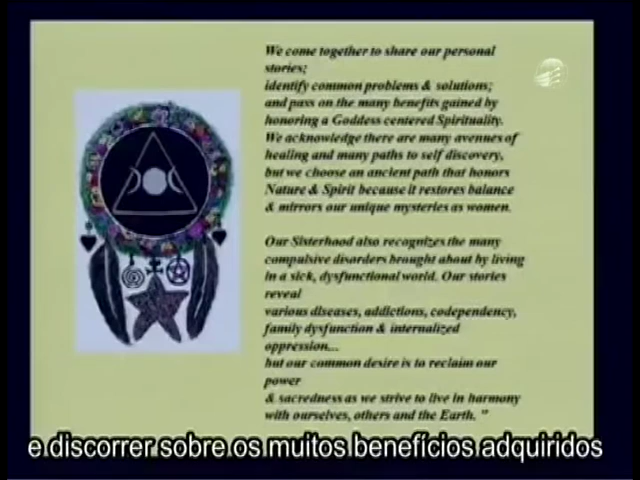 We come together to share our personal
stories;
identify common problems & solutions;
and pass on the many benefits gained by
honoring a Goddess centered Spirituality.
We acknowledge there are many avenues of
healing and many paths to self discovery,
but we choose an ancient path that honors
Nature & Spirit because it restores balance
& mirrors our unique mysteries as women.
Our Sisterhood also recognizes the many
compulsive disorders brought about by living
in a sick, dysfunctional world. Our stories
reveal
various diseases, addictions, codependency,
family dysfunction & internalized
oppression...
but our common desire is to reclaim our
power
& sacredness as we strive to live in harmony
with ourselves, others and the Earth. "
e discorrer sobre os muitos benefícios adquiridos